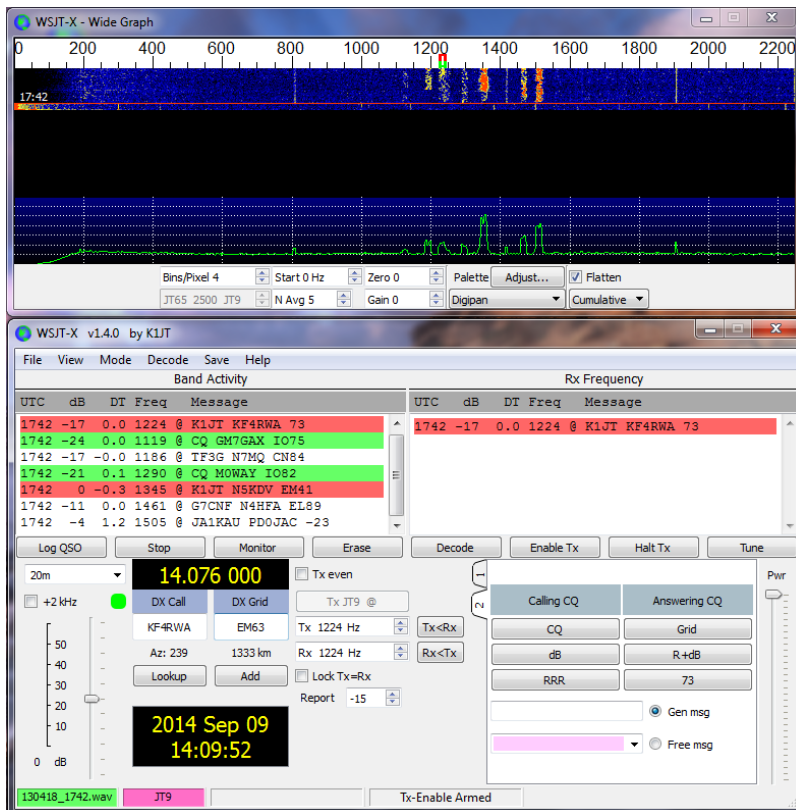 WSJT-X - Wide Graph
0 200 400 600 800 1000 1200 1400 1600 1800 2000 2200
17:42
Bins/Pixel 4 Start 0 Hz Zero 0 Palette Adjust... Flatten
JT65 2500 JT9 N Avg 5 Gain 0 Digipan Cumulative
WSJT-X v1.4.0 by K1JT
File View Mode Decode Save Help
Band Activity Rx Frequency
UTC dB DT Freq Message UTC dB DT Freq Message
1742 -17 0.0 1224 @ K1JT KF4RWA 73 1742 -17 0.0 1224 @ K1JT KF4RWA 73
1742 -24 0.0 1119 @ CQ GM7GAX IO75
1742 -17 -0.0 1186 @ TF3G N7MQ CN84
1742 -21 0.1 1290 @ CQ M0WAY IO82
1742 0 -0.3 1345 @ K1JT N5KDV EM41
1742 -11 0.0 1461 @ G7CNF N4HFA EL89
1742 -4 1.2 1505 @ JA1KAU PD0JAC -23
Log QSO Stop Monitor Erase Decode Enable Tx Halt Tx Tune
20m 14.076 000 Tx even 1 Pwr
+2 kHz DX Call DX Grid Tx JT9 @ 2 Calling CQ Answering CQ
KF4RWA EM63 Tx 1224 Hz Tx<Rx CQ Grid
50 Az: 239 1333 km Rx 1224 Hz Rx<Tx dB R+dB
40 Lookup Add Lock Tx=Rx RRR 73
30 Report -15
20 2014 Sep 09 Gen msg
10 14:09:52 Free msg
0 dB
130418_1742.wav JT9 Tx-Enable Armed